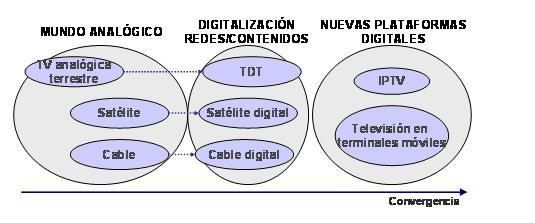 MUNDO ANALÓGICO
DIGITALIZACIÓN
REDES/CONTENIDOS
NUEVAS PLATAFORMAS
DIGITALES
TV analógica
terrestre
TDT
IPTV
Satélite
Satélite digital
Televisión en
terminales móviles
Cable
Cable digital
Convergencia